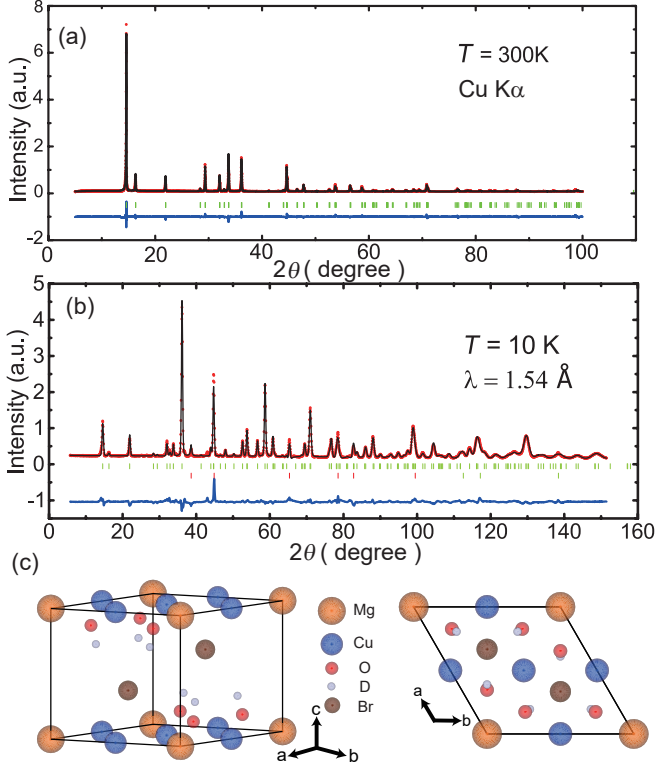 (a)
T = 300K
Cu Kα
Intensity (a.u.)
8
6
4
2
0
-2
0 20 40 60 80 100
2θ ( degree )
(b)
T = 10 K
λ = 1.54 Å
Intensity (a.u.)
5
4
3
2
1
0
-1
0 20 40 60 80 100 120 140 160
2θ ( degree )
(c)
Mg
Cu
O
D
Br
c
a b
a
b